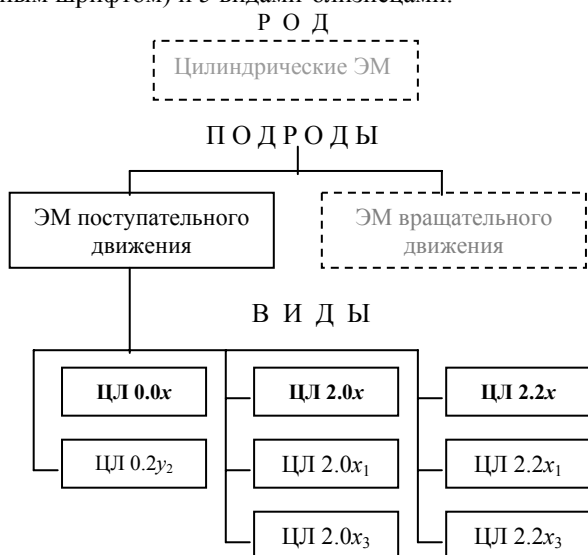 ным шрифтом) и 5 видами-близнецами.
Р О Д
Цилиндрические ЭМ
П О Д Р О Д Ы
ЭМ поступательного
движения
ЭМ вращательного
движения
В И Д Ы
ЦЛ 0.0x
ЦЛ 2.0x
ЦЛ 2.2x
ЦЛ 0.2y₂
ЦЛ 2.0x₁
ЦЛ 2.2x₁
ЦЛ 2.0x₃
ЦЛ 2.2x₃